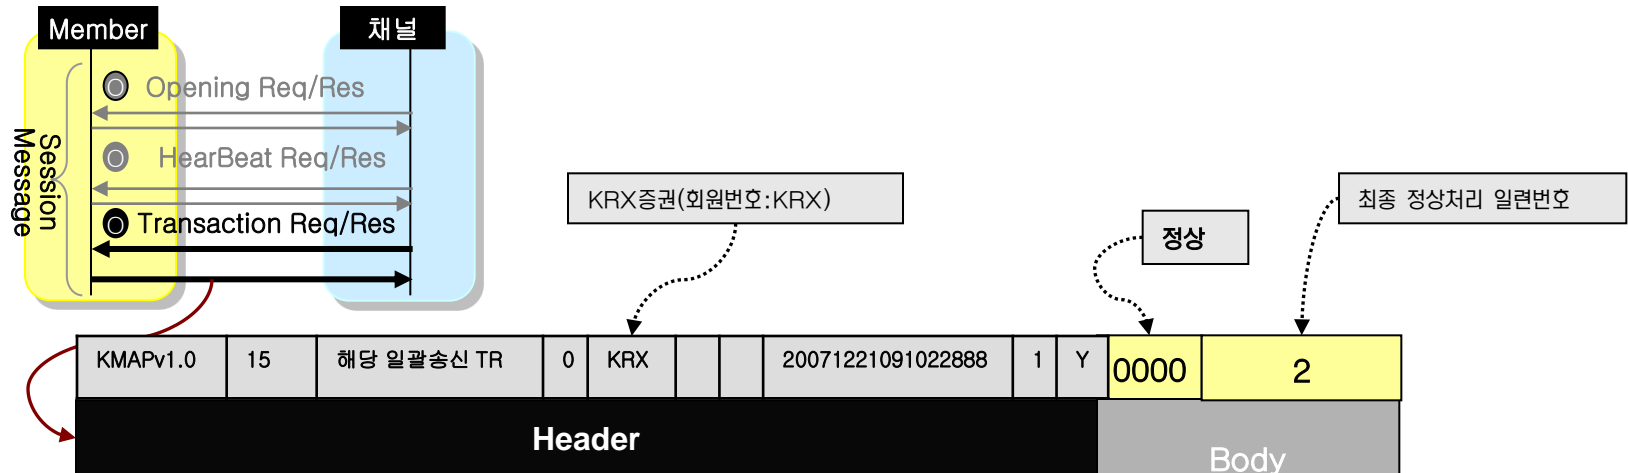 Member
채널
O Opening Req/Res
O HearBeat Req/Res
O Transaction Req/Res
Session
Message
KRX증권(회원번호:KRX)
정상
최종 정상처리 일련번호
KMAPv1.0 15 해당 일괄송신 TR 0 KRX 20071221091022888 1 Y 0000 2
Header
Body